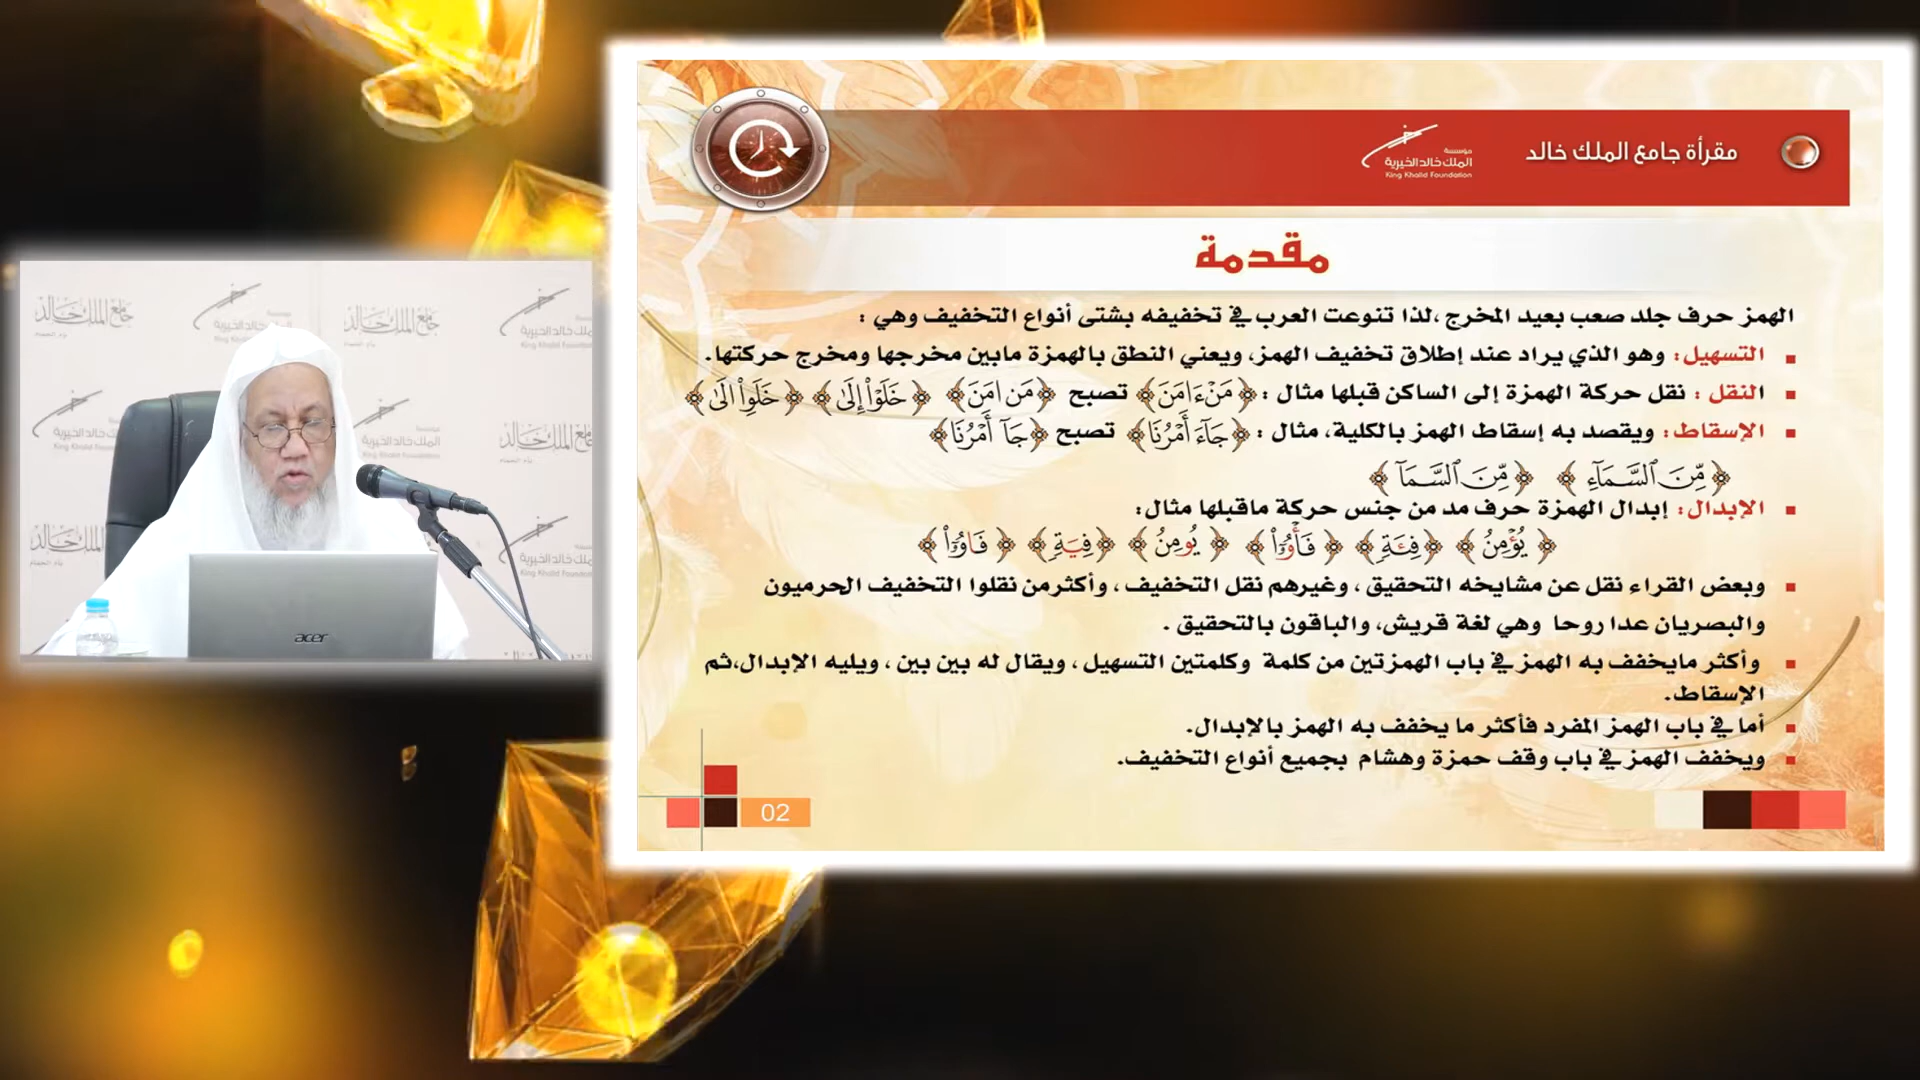 مقرأة جامع الملك خالد
مؤسسة
الملك خالد الخيرية
King Khalid Foundation
مقدمة
الهمز حرف جلد صعب بعيد المخرج ،لذا تنوعت العرب في تخفيفه بشتى أنواع التخفيف وهي :
التسهيل: وهو الذي يراد عند إطلاق تخفيف الهمز، ويعني النطق بالهمزة مابين مخرجها ومخرج حركتها.
النقل : نقل حركة الهمزة إلى الساكن قبلها مثال : ﴿مَنْ ءَامَنَ﴾ تصبح ﴿مَنَ امَنَ﴾ ﴿خَلَوْاْ إِلَىٰ﴾ ﴿خَلَوِاْ لَىٰ﴾
الإسقاط: ويقصد به إسقاط الهمز بالكلية، مثال : ﴿جَآءَ أَمْرُنَا﴾ تصبح ﴿جَآ أَمْرُنَا﴾
﴿مِّنَ ٱلسَّمَآءِ﴾ ﴿مِّنَ ٱلسَّمَآ﴾
الإبدال: إبدال الهمزة حرف مد من جنس حركة ماقبلها مثال:
﴿يُؤْمِنُ﴾ ﴿فِئَةٍ﴾ ﴿فَأْوُۥٓاْ﴾ ﴿يُومِنُ﴾ ﴿فِيَةٍ﴾ ﴿فَاوُۥٓاْ﴾
وبعض القراء نقل عن مشايخه التحقيق ، وغيرهم نقل التخفيف ، وأكثرمن نقلوا التخفيف الحرميون
والبصريان عدا روحا وهي لغة قريش، والباقون بالتحقيق .
وأكثر مايخفف به الهمز في باب الهمزتين من كلمة وكلمتين التسهيل ، ويقال له بين بين ، ويليه الإبدال،ثم
الإسقاط.
أما في باب الهمز المفرد فأكثر ما يخفف به الهمز بالإبدال.
ويخفف الهمز في باب وقف حمزة وهشام بجميع أنواع التخفيف.
02
جامع الملك خالد
acer